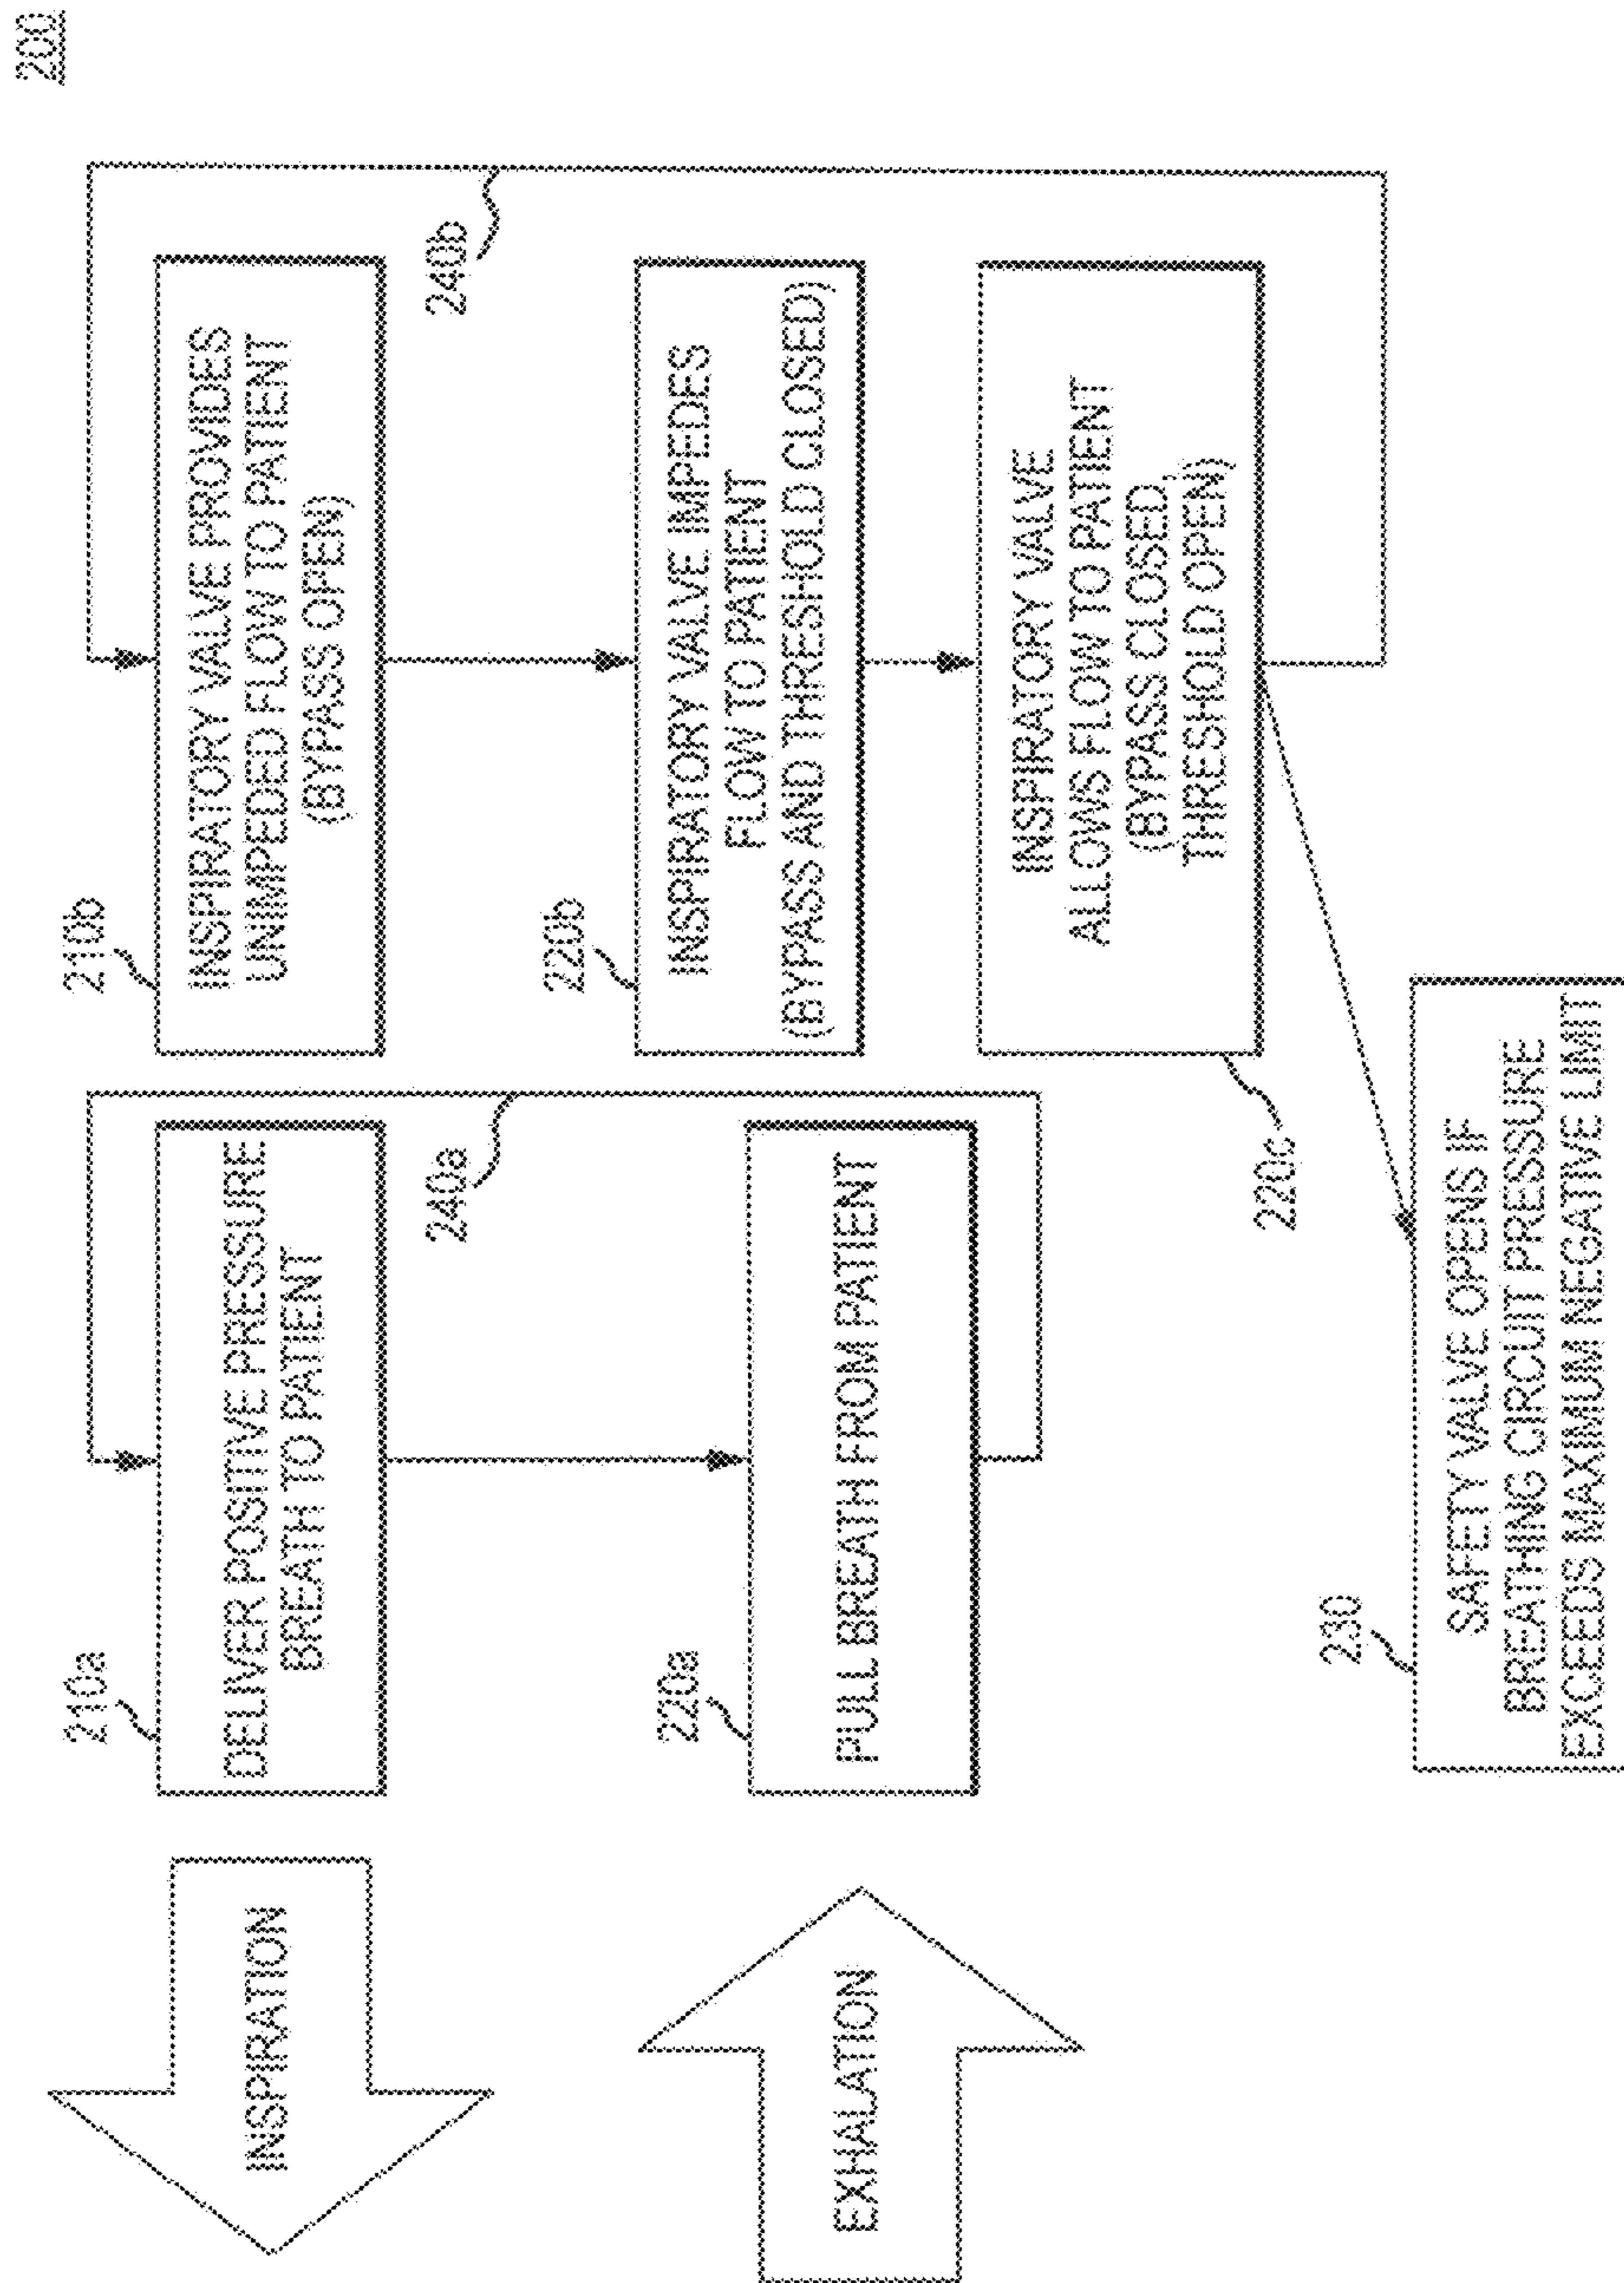 200
INSPIRATION
210a
DELIVER POSITIVE PRESSURE
BREATH TO PATIENT
210b
INSPIRATORY VALVE PROVIDES
UNIMPEDED FLOW TO PATIENT
(BYPASS OPEN)
240a
240b
EXHALATION
220a
PULL BREATH FROM PATIENT
220b
INSPIRATORY VALVE IMPEDES
FLOW TO PATIENT
(BYPASS AND THRESHOLD CLOSED)
INSPIRATORY VALVE
ALLOWS FLOW TO PATIENT
(BYPASS CLOSED,
THRESHOLD OPEN)
220c
230
SAFETY VALVE OPENS IF
BREATHING CIRCUIT PRESSURE
EXCEEDS MAXIMUM NEGATIVE LIMIT